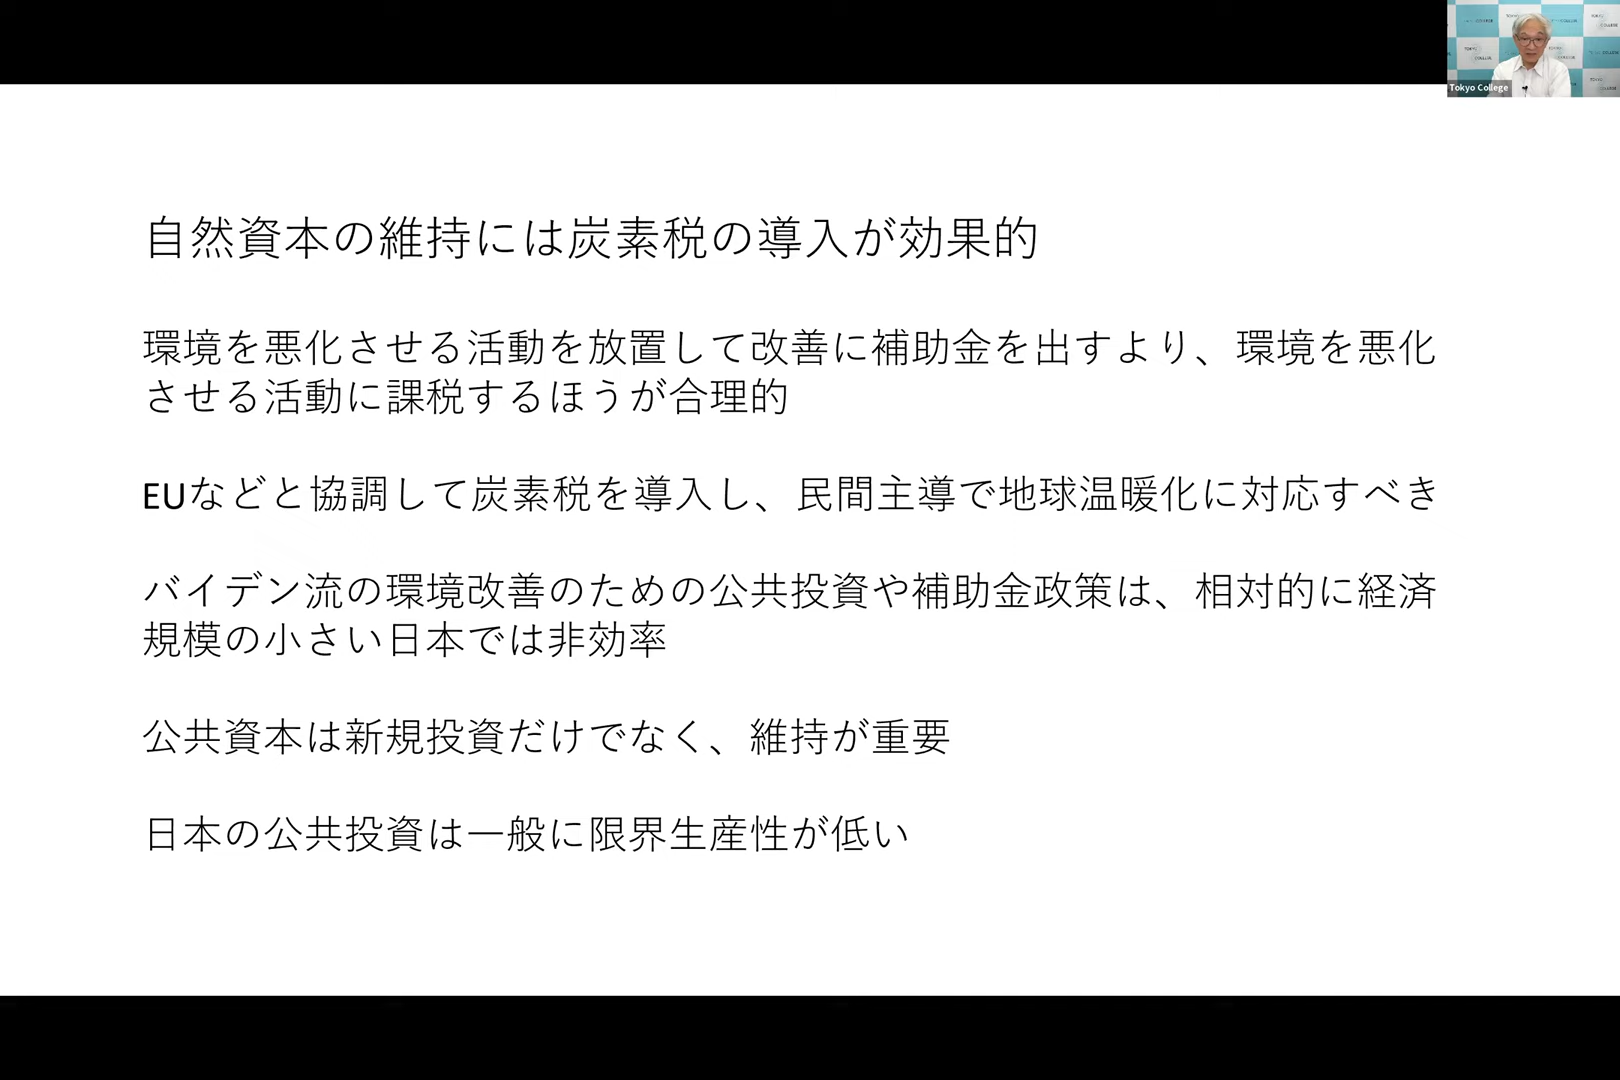 Tokyo College
自然資本の維持には炭素税の導入が効果的
環境を悪化させる活動を放置して改善に補助金を出すより、環境を悪化
させる活動に課税するほうが合理的
EUなどと協調して炭素税を導入し、民間主導で地球温暖化に対応すべき
バイデン流の環境改善のための公共投資や補助金政策は、相対的に経済
規模の小さい日本では非効率
公共資本は新規投資だけでなく、維持が重要
日本の公共投資は一般に限界生産性が低い